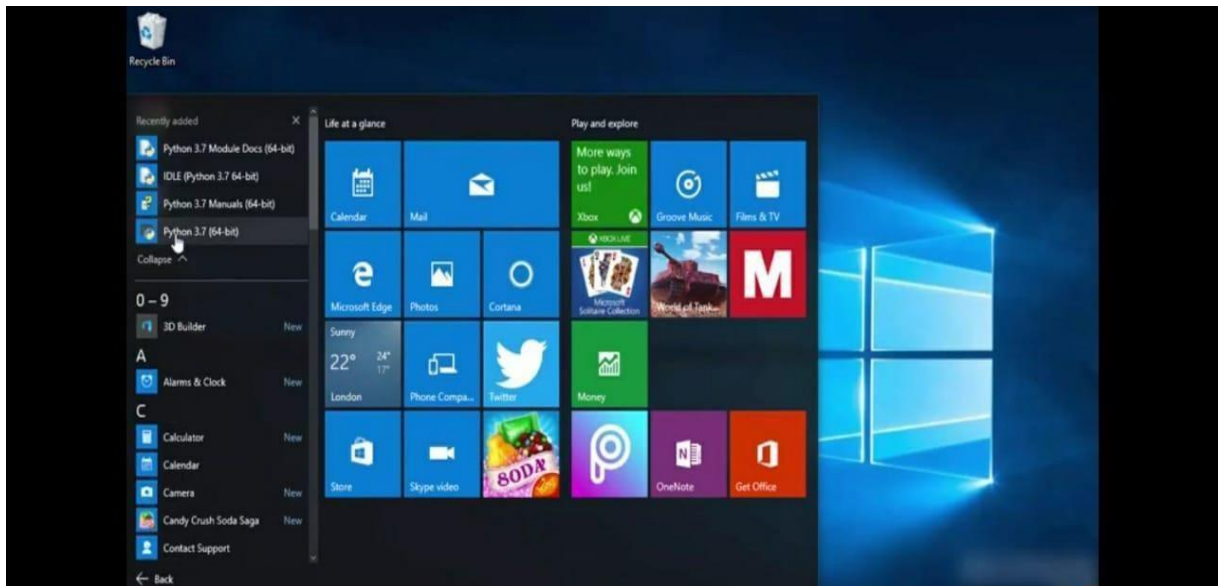 Recycle Bin
Recently added
Python 3.7 Module Docs (64-bit)
IDLE (Python 3.7 64-bit)
Python 3.7 Manuals (64-bit)
Python 3.7 (64-bit)
Collapse
0 – 9
3D Builder New
A
Alarms & Clock New
C
Calculator New
Calendar
Camera New
Candy Crush Soda Saga New
Contact Support
Back
Life at a glance
Calendar
Mail
Microsoft Edge
Photos
Cortana
Sunny
22° 24°
17°
London
Phone Compa...
Twitter
Store
Skype video
SODA
Play and explore
More ways
to play. Join
us!
Xbox
Groove Music
Films & TV
XBOX LIVE
Microsoft
Solitaire Collection
World of Tank...
M
Money
OneNote
N
Get Office